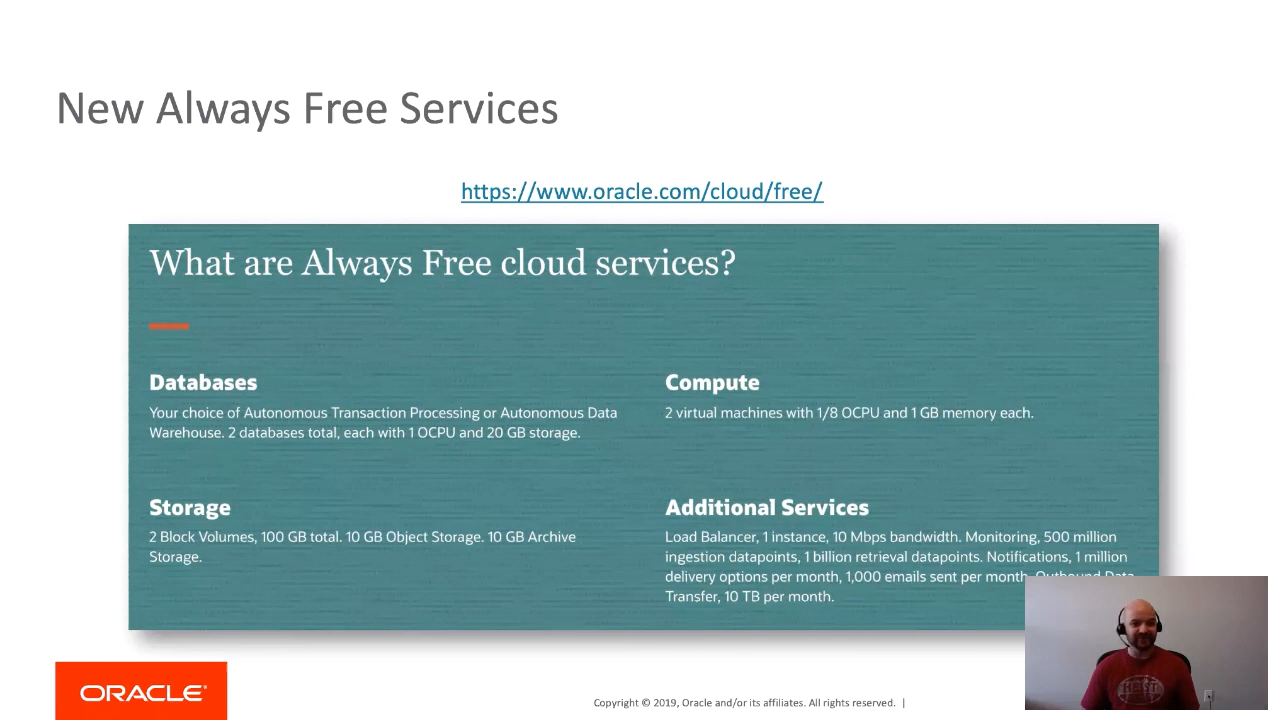 New Always Free Services
https://www.oracle.com/cloud/free/
What are Always Free cloud services?
Databases
Your choice of Autonomous Transaction Processing or Autonomous Data
Warehouse. 2 databases total, each with 1 OCPU and 20 GB storage.
Compute
2 virtual machines with 1/8 OCPU and 1 GB memory each.
Storage
2 Block Volumes, 100 GB total. 10 GB Object Storage. 10 GB Archive
Storage.
Additional Services
Load Balancer, 1 instance, 10 Mbps bandwidth. Monitoring, 500 million
ingestion datapoints, 1 billion retrieval datapoints. Notifications, 1 million
delivery options per month, 1,000 emails sent per month. Outbound Data
Transfer, 10 TB per month.
ORACLE®
Copyright © 2019, Oracle and/or its affiliates. All rights reserved. |